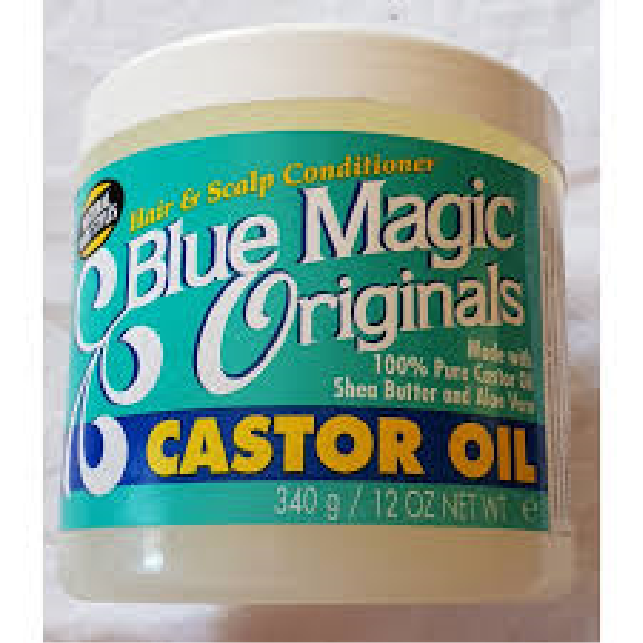 Hair & Scalp Conditioner
Blue Magic
Originals
Made with
100% Pure Castor Oil
Shea Butter and Aloe Vera
CASTOR OIL
340 g / 12 OZ NET WT e